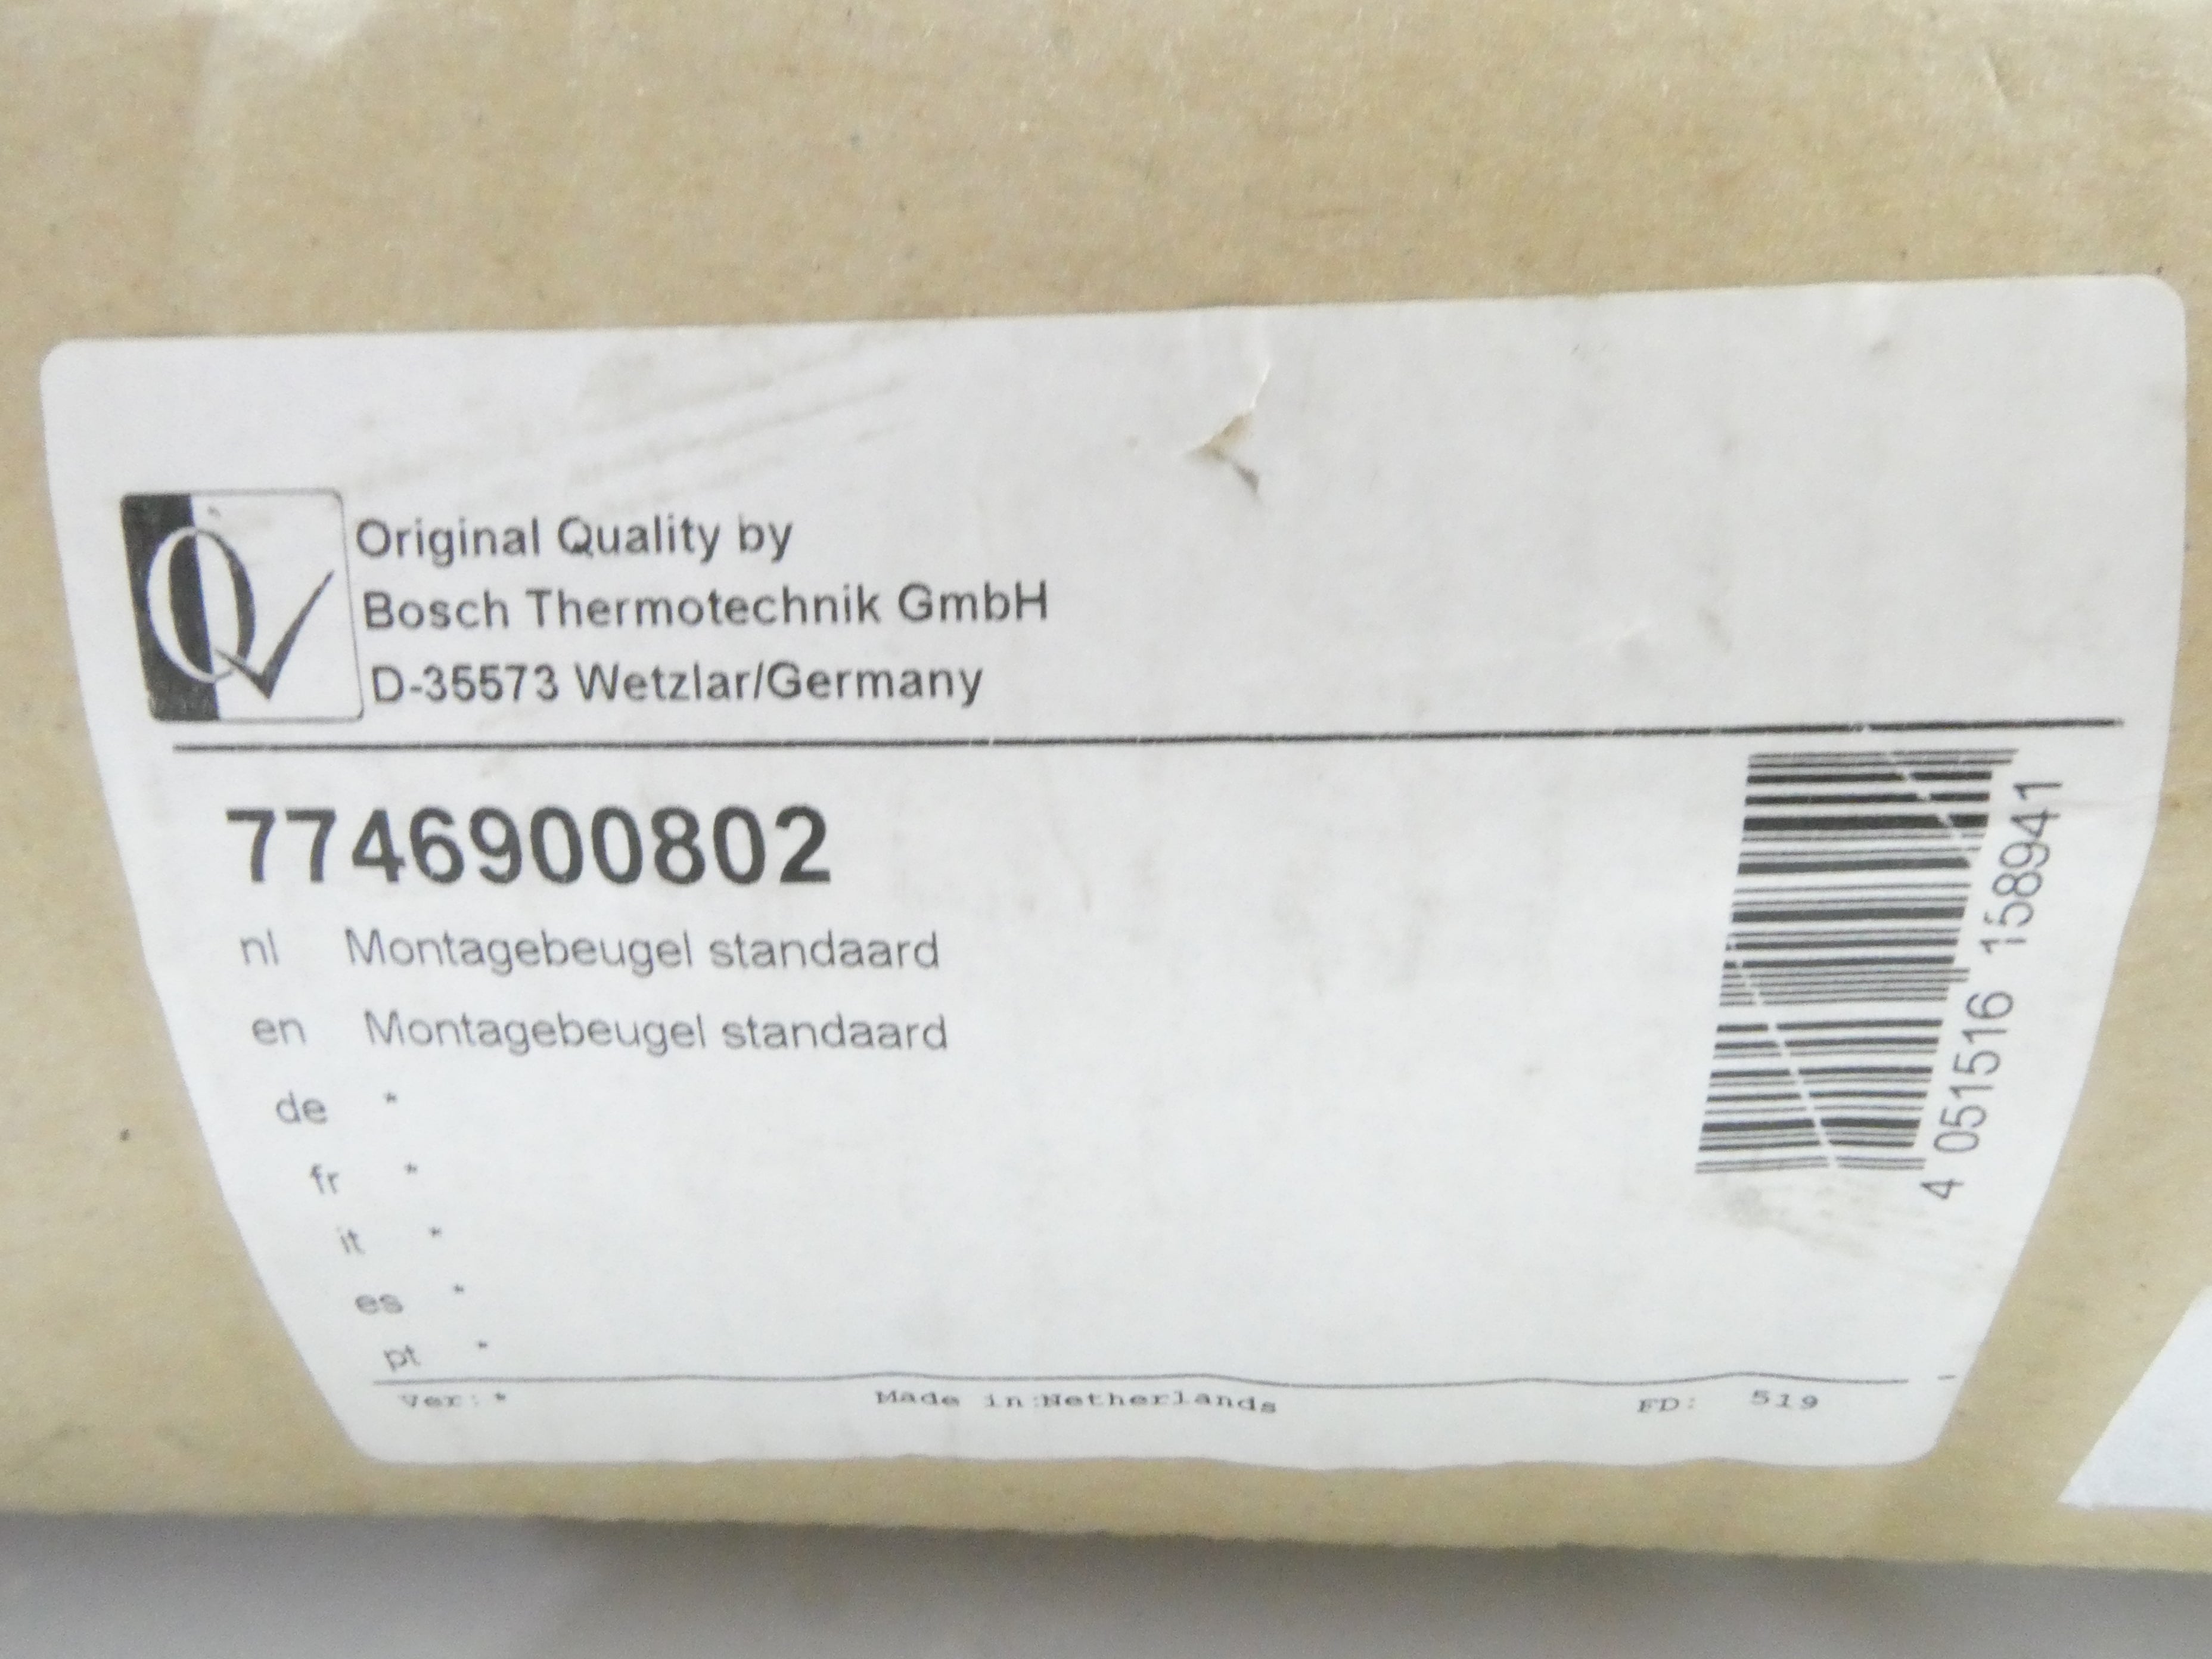 Q
Original Quality by
Bosch Thermotechnik GmbH
D-35573 Wetzlar/Germany
7746900802
nl Montagebeugel standaard
en Montagebeugel standaard
de *
fr *
it *
es *
pt *
4 051516 158941
Ver:* Made in:Netherlands FD: 519